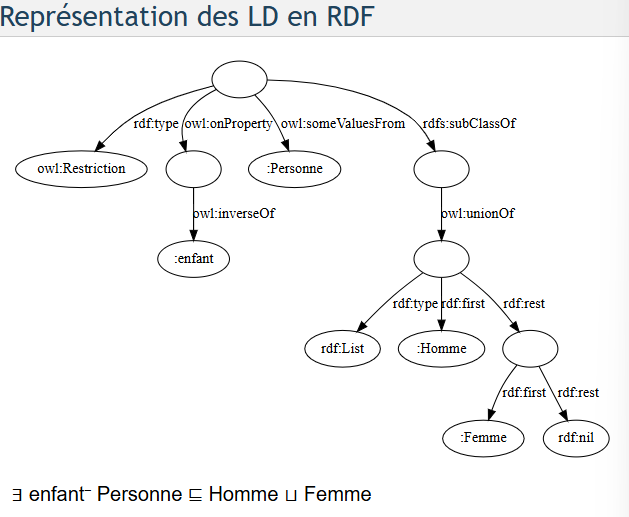 Représentation des LD en RDF
rdf:type owl:onProperty owl:someValuesFrom rdfs:subClassOf
owl:Restriction :Personne
owl:inverseOf owl:unionOf
:enfant
rdf:type rdf:first rdf:rest
rdf:List :Homme
rdf:first rdf:rest
:Femme rdf:nil
∃ enfant⁻ Personne ⊑ Homme ⊔ Femme